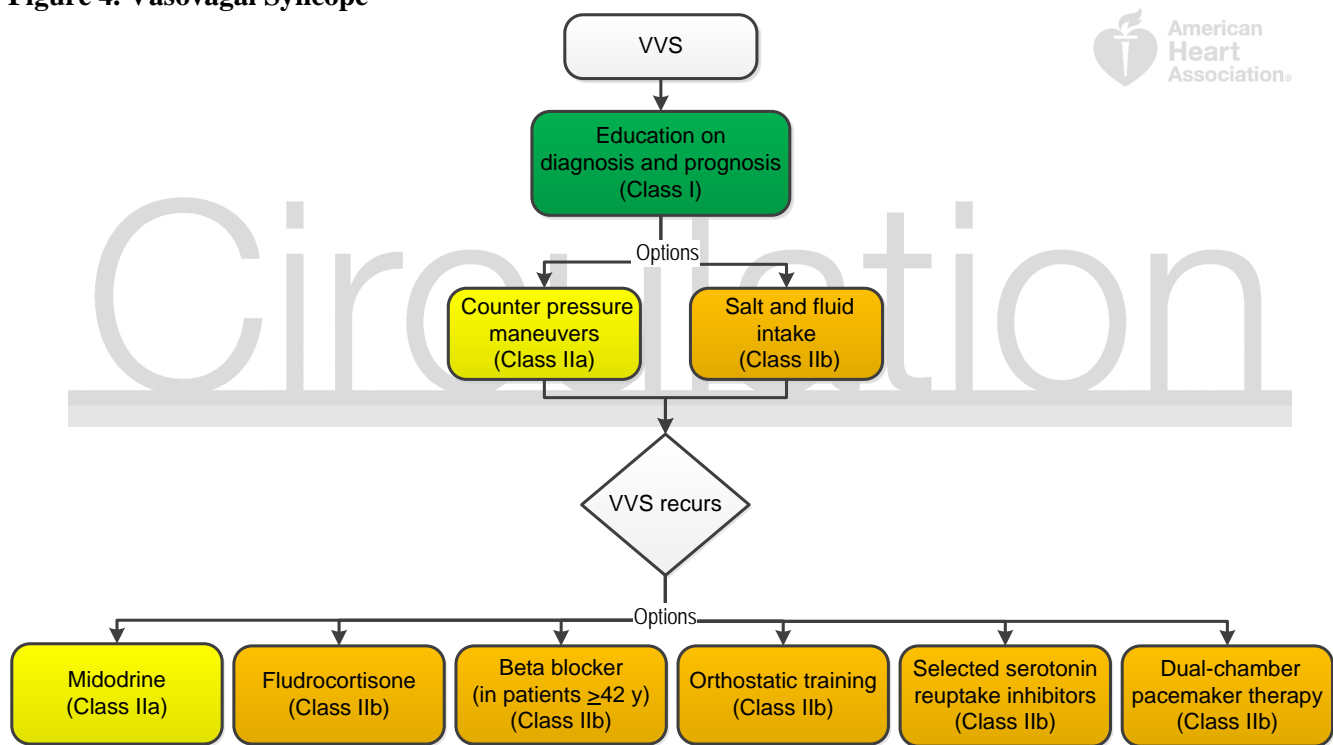 Figure 4. Vasovagal Syncope
American
Heart
Association®
VVS
Education on
diagnosis and prognosis
(Class I)
Circulation
Options
Counter pressure
maneuvers
(Class IIa)
Salt and fluid
intake
(Class IIb)
VVS recurs
Options
Midodrine
(Class IIa)
Fludrocortisone
(Class IIb)
Beta blocker
(in patients ≥42 y)
(Class IIb)
Orthostatic training
(Class IIb)
Selected serotonin
reuptake inhibitors
(Class IIb)
Dual-chamber
pacemaker therapy
(Class IIb)